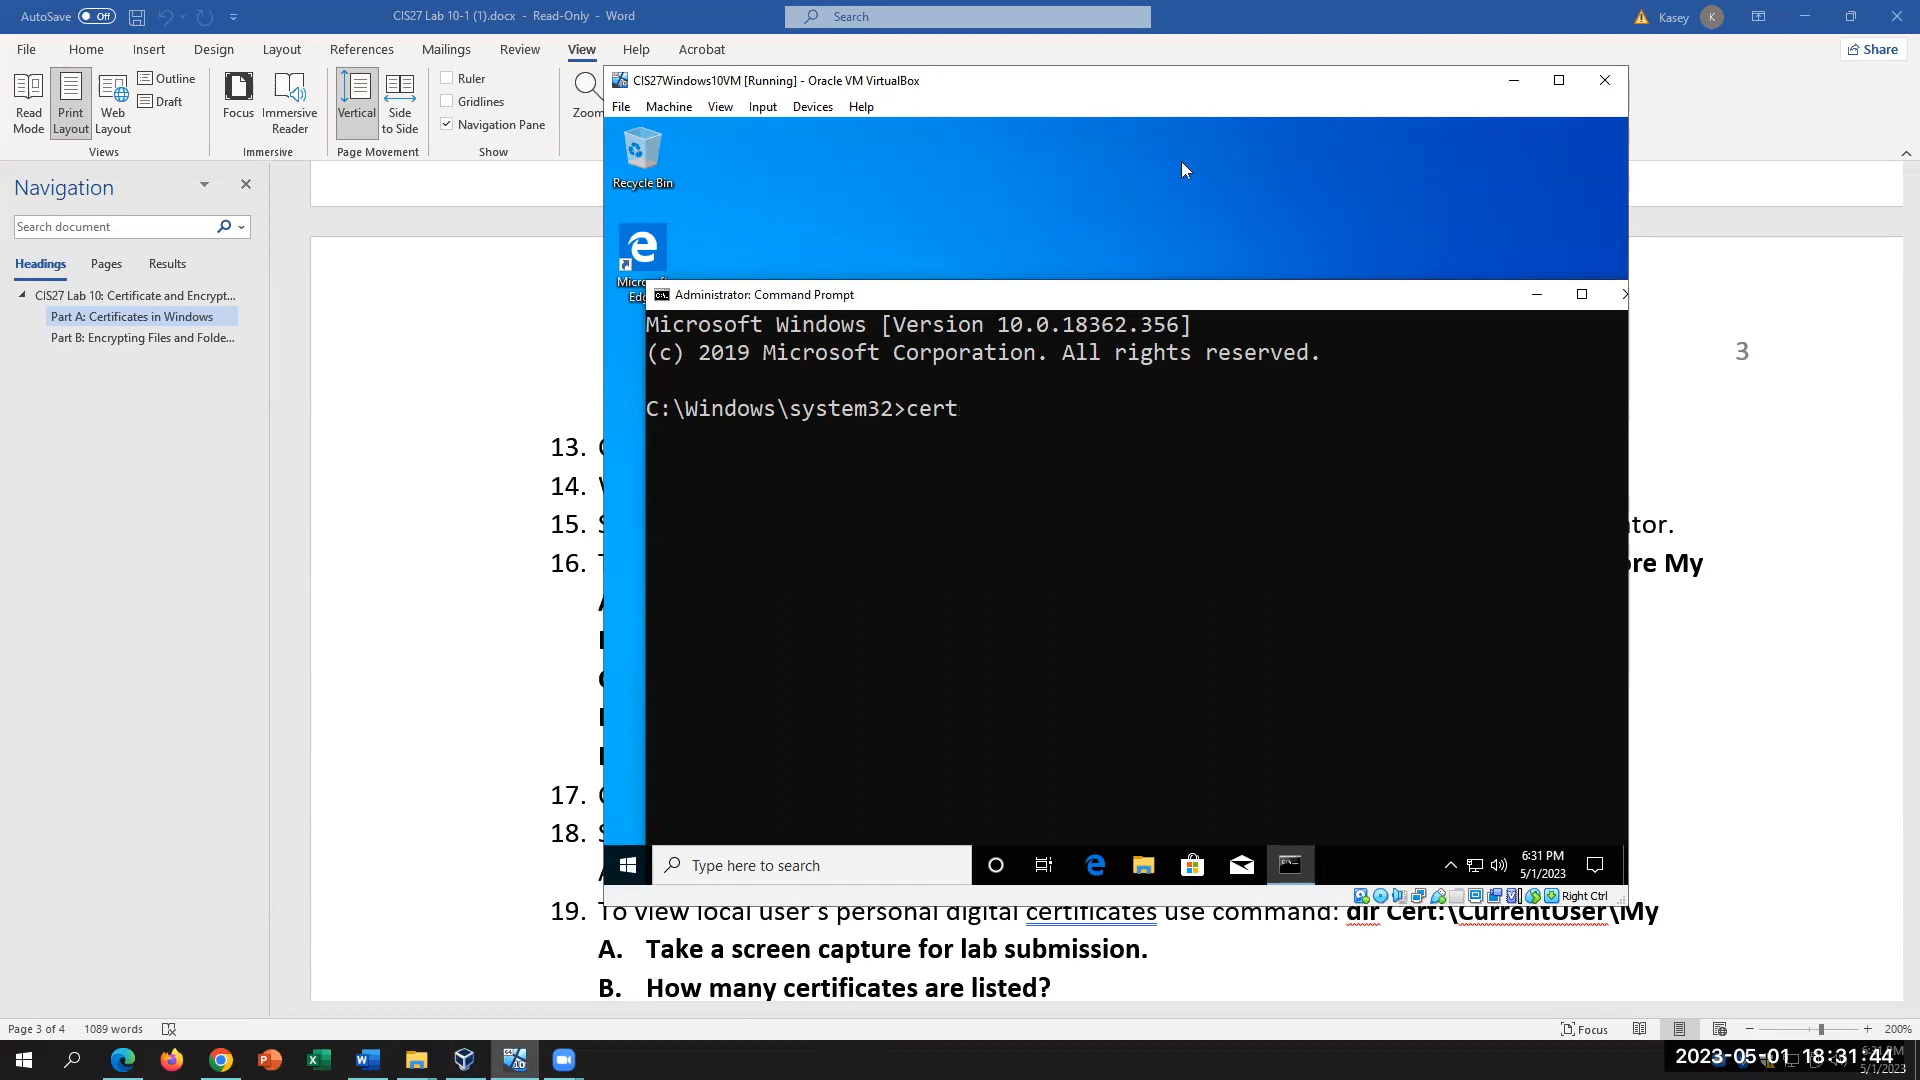 AutoSave Off
CIS27 Lab 10-1 (1).docx - Read-Only - Word
Search
Kasey K
File Home Insert Design Layout References Mailings Review View Help Acrobat
Share
Read Mode
Print Layout
Web Layout
Outline
Draft
Views
Focus
Immersive Reader
Immersive
Vertical
Side to Side
Page Movement
Ruler
Gridlines
Navigation Pane
Show
Zoom
Navigation
Search document
Headings Pages Results
CIS27 Lab 10: Certificate and Encrypt...
Part A: Certificates in Windows
Part B: Encrypting Files and Folde...
CIS27Windows10VM [Running] - Oracle VM VirtualBox
File Machine View Input Devices Help
Recycle Bin
Administrator: Command Prompt
Microsoft Windows [Version 10.0.18362.356]
(c) 2019 Microsoft Corporation. All rights reserved.
C:\Windows\system32>cert
Type here to search
6:31 PM
5/1/2023
Right Ctrl
3
13.
14.
15. tor.
16. re My
17.
18.
19. To view local user's personal digital certificates use command: dir Cert:\CurrentUser\My
A. Take a screen capture for lab submission.
B. How many certificates are listed?
Page 3 of 4 1089 words
Focus
200%
2023-05-01 18:31:44
5/1/2023